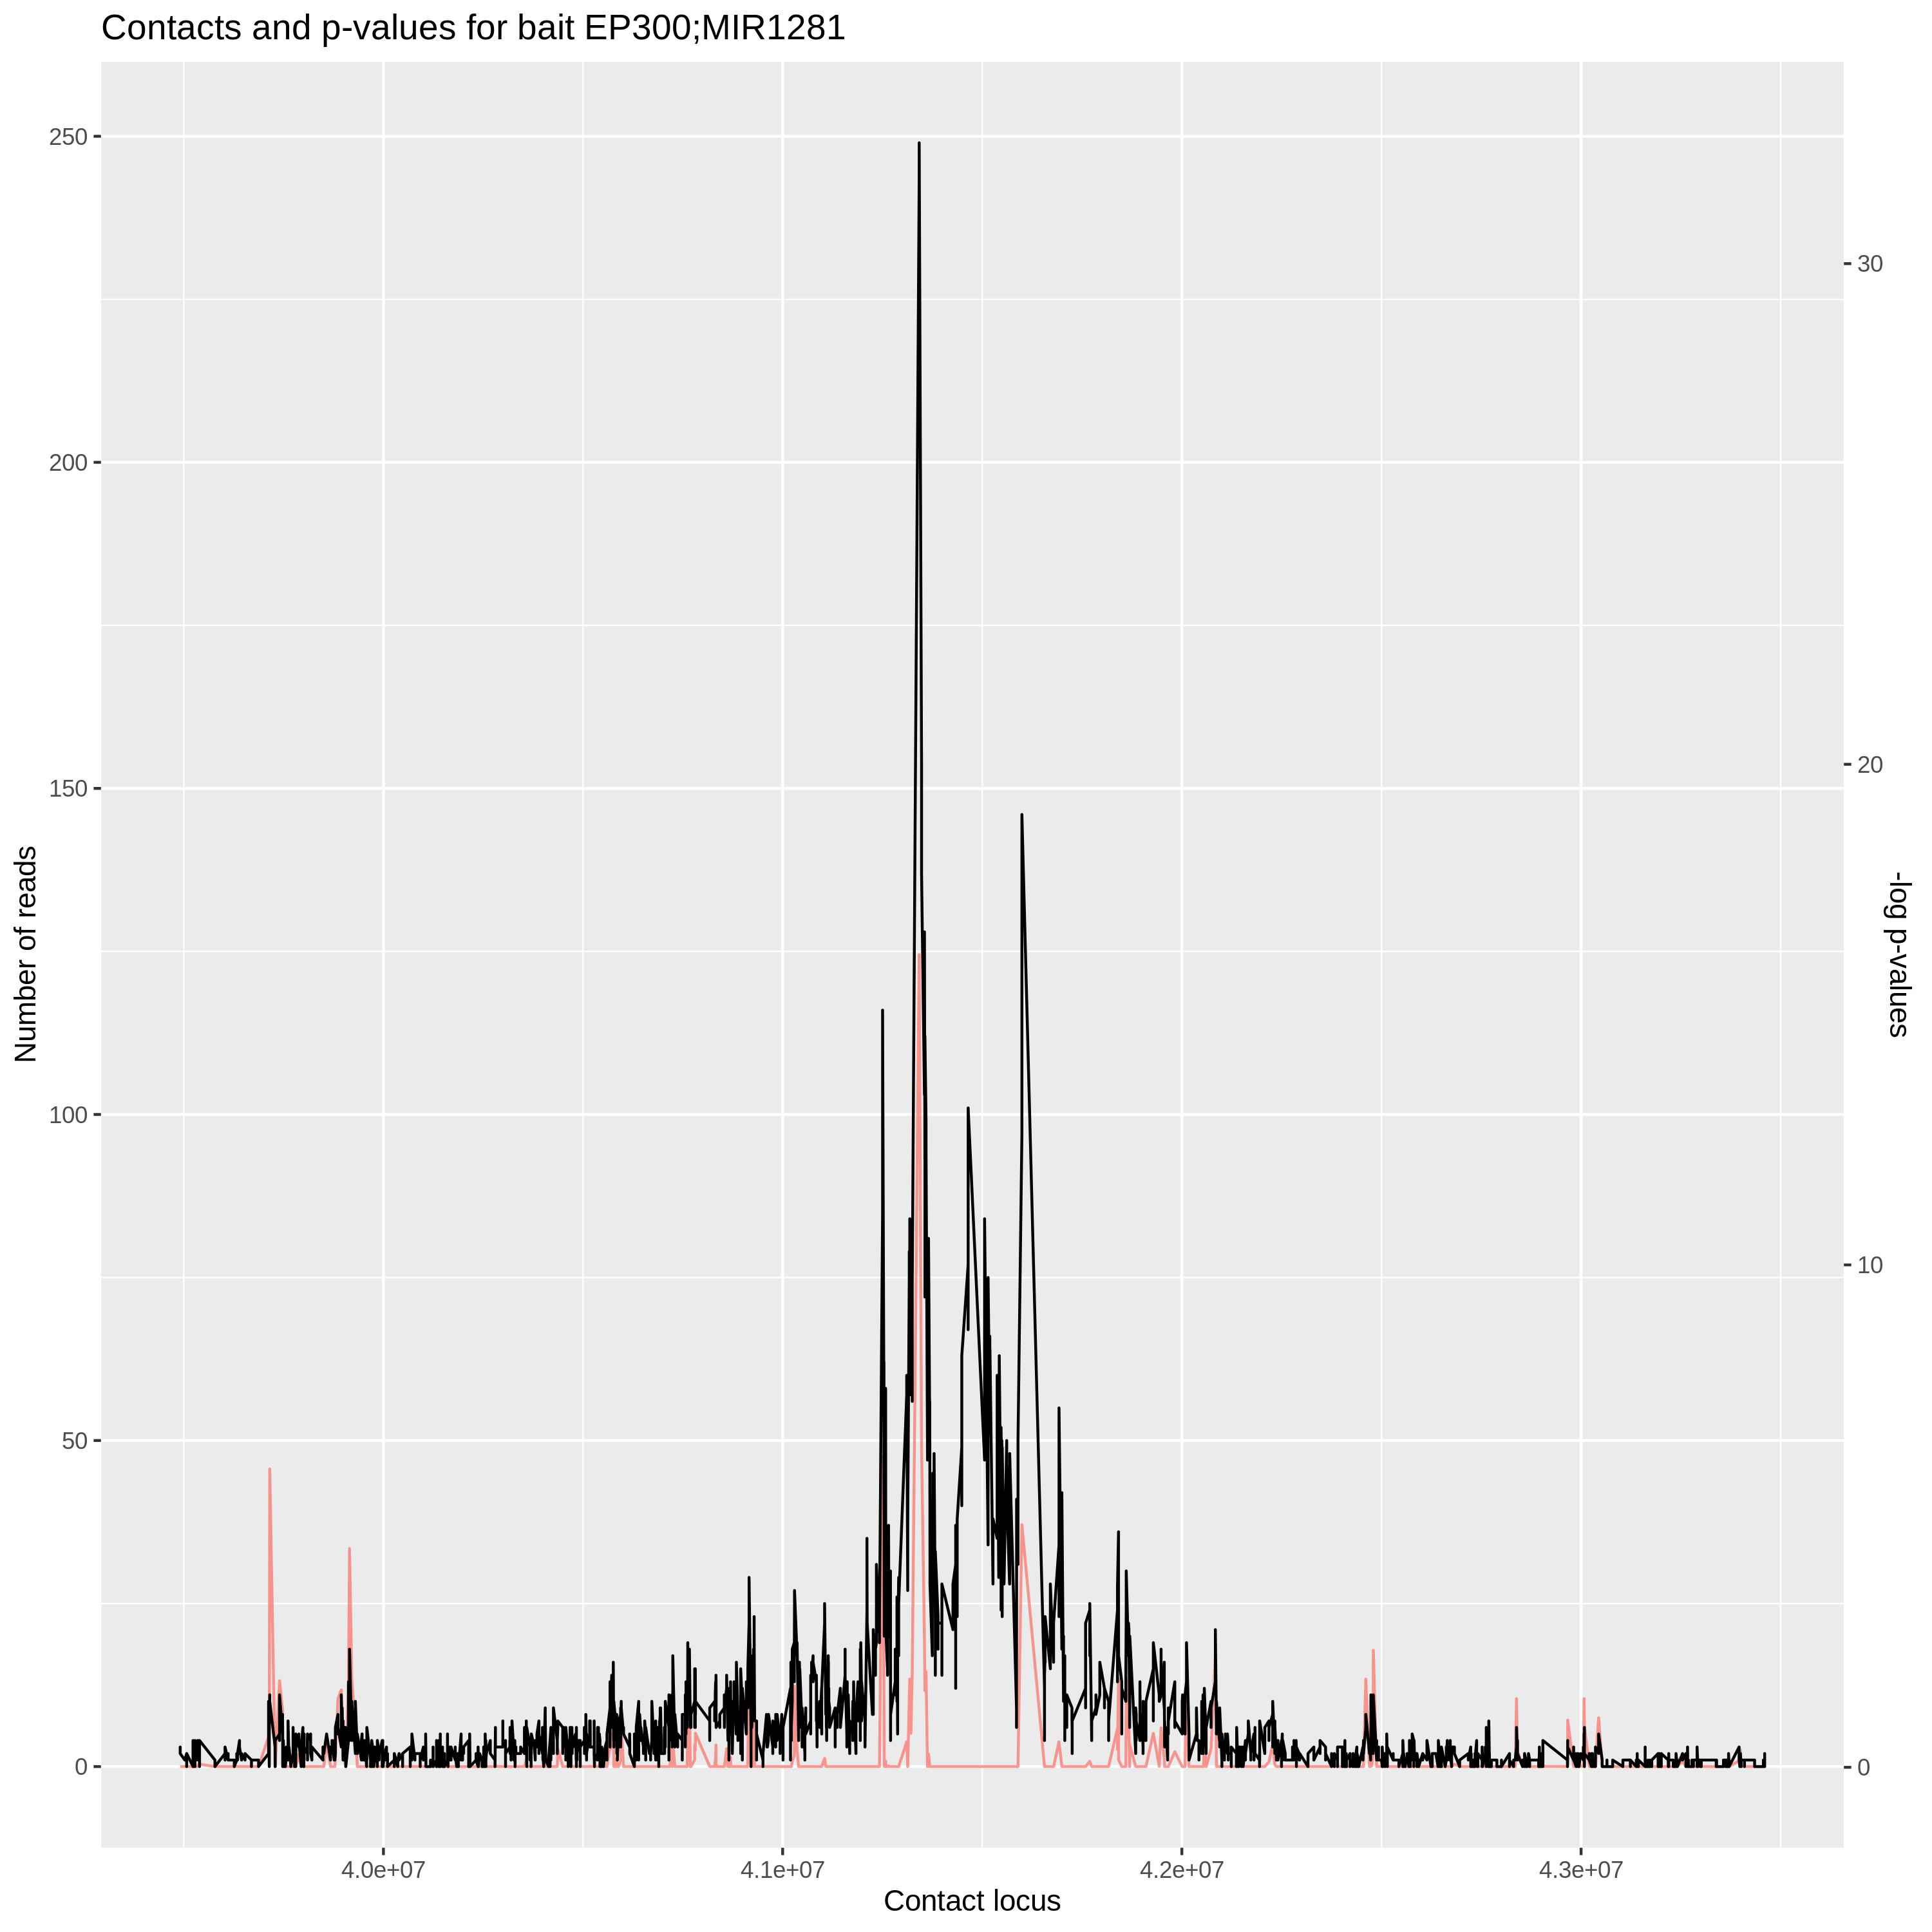 Contacts and p-values for bait EP300;MIR1281
250
200
150
100
50
0
Number of reads
30
20
10
0
-log p-values
4.0e+07
4.1e+07
4.2e+07
4.3e+07
Contact locus